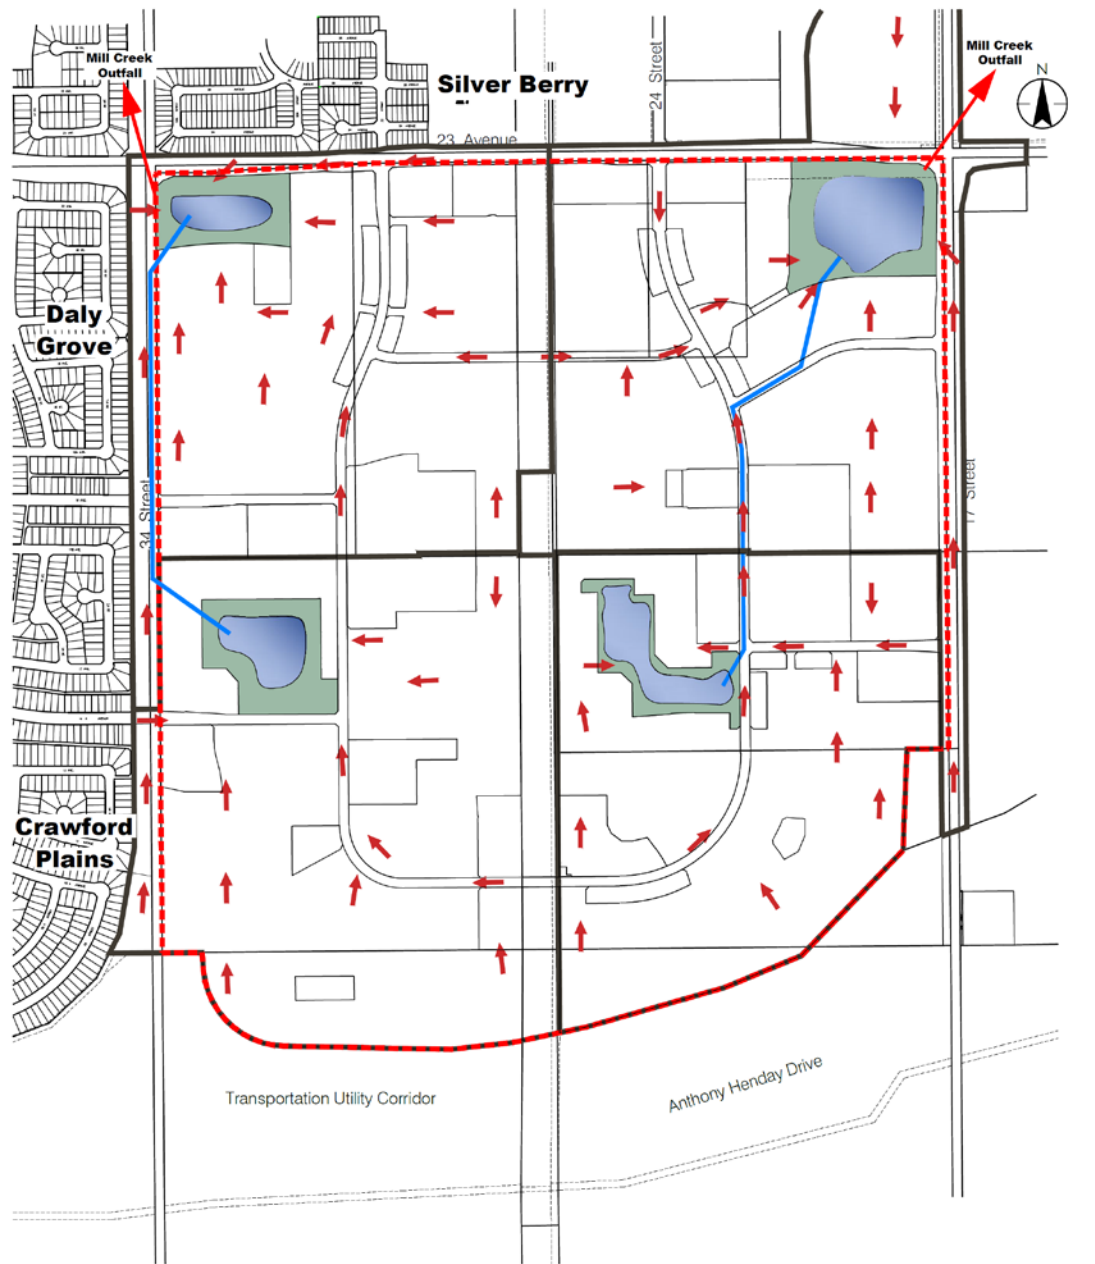 Mill Creek
Outfall
Silver Berry
24 Street
Mill Creek
Outfall
N
23 Avenue
Daly
Grove
34 Street
17 Street
Crawford
Plains
Transportation Utility Corridor
Anthony Henday Drive